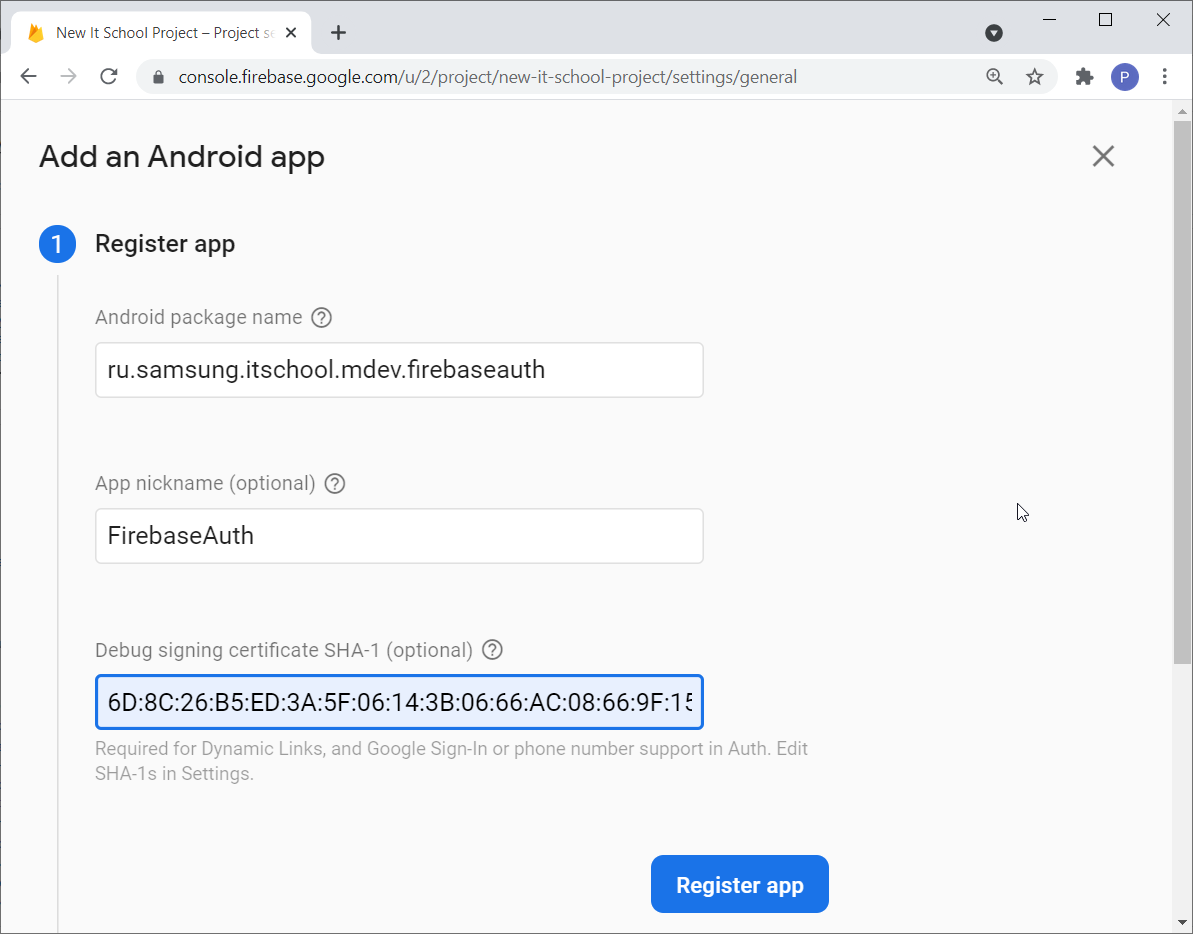 New It School Project – Project se
console.firebase.google.com/u/2/project/new-it-school-project/settings/general
P
Add an Android app
1 Register app
Android package name ?
ru.samsung.itschool.mdev.firebaseauth
App nickname (optional) ?
FirebaseAuth
Debug signing certificate SHA-1 (optional) ?
6D:8C:26:B5:ED:3A:5F:06:14:3B:06:66:AC:08:66:9F:15
Required for Dynamic Links, and Google Sign-In or phone number support in Auth. Edit
SHA-1s in Settings.
Register app